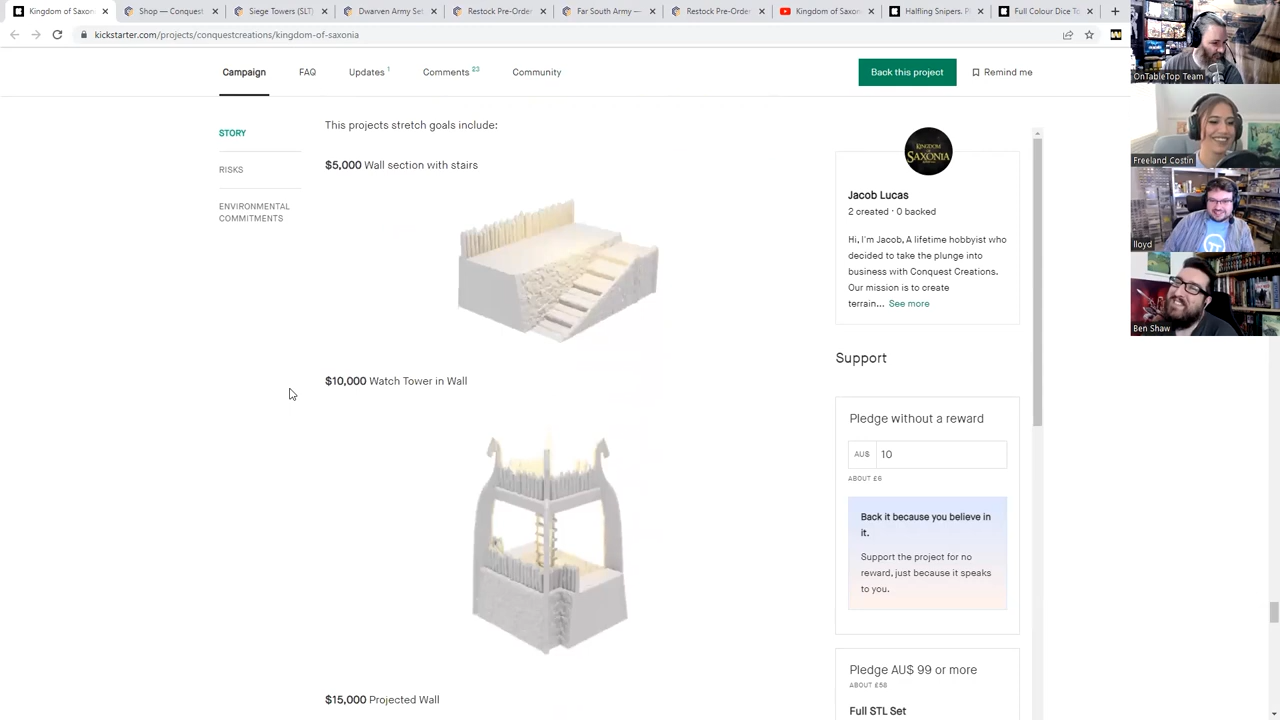 Kingdom of Saxoni
Shop — Conquest
Siege Towers (SLT)
Dwarven Army Set
Restock Pre-Orde
Far South Army —
Restock Pre-Order
Kingdom of Saxon
Halfling Singers. P
Full Colour Dice To
kickstarter.com/projects/conquestcreations/kingdom-of-saxonia
OnTableTop Team
Campaign
FAQ
Updates 1
Comments 23
Community
Back this project
Remind me
Freeland Costin
lloyd
Ben Shaw
STORY
RISKS
ENVIRONMENTAL
COMMITMENTS
This projects stretch goals include:
$5,000 Wall section with stairs
$10,000 Watch Tower in Wall
$15,000 Projected Wall
KINGDOM
OF
SAXONIA
Jacob Lucas
2 created · 0 backed
Hi, I'm Jacob, A lifetime hobbyist who
decided to take the plunge into
business with Conquest Creations.
Our mission is to create
terrain... See more
Support
Pledge without a reward
AU$ 10
ABOUT £6
Back it because you believe in
it.
Support the project for no
reward, just because it speaks
to you.
Pledge AU$ 99 or more
ABOUT £58
Full STL Set